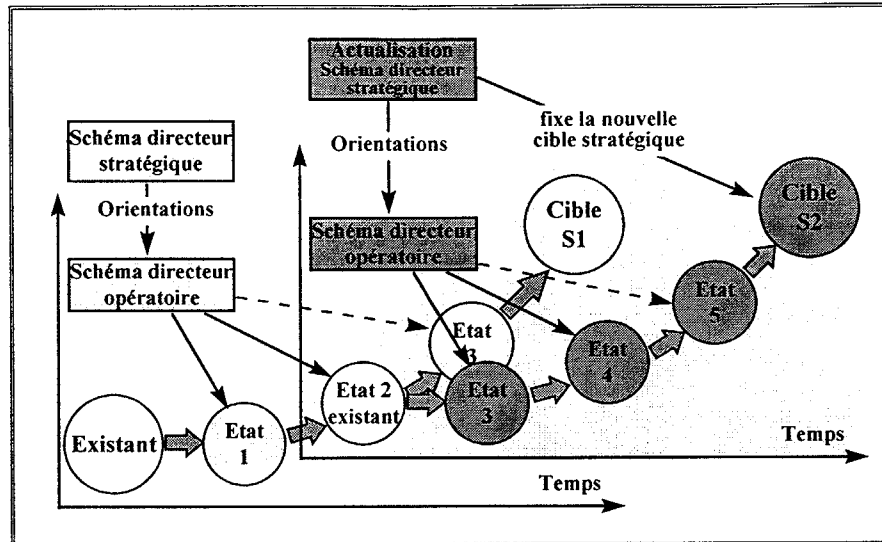 Actualisation
Schéma directeur
stratégique
fixe la nouvelle
cible stratégique
Orientations
Schéma directeur
stratégique
Orientations
Schéma directeur
opératoire
Schéma directeur
opératoire
Cible
S1
Cible
S2
Etat
3
Etat
5
Etat
4
Etat 2
existant
Etat
3
Existant
Etat
1
Temps
Temps